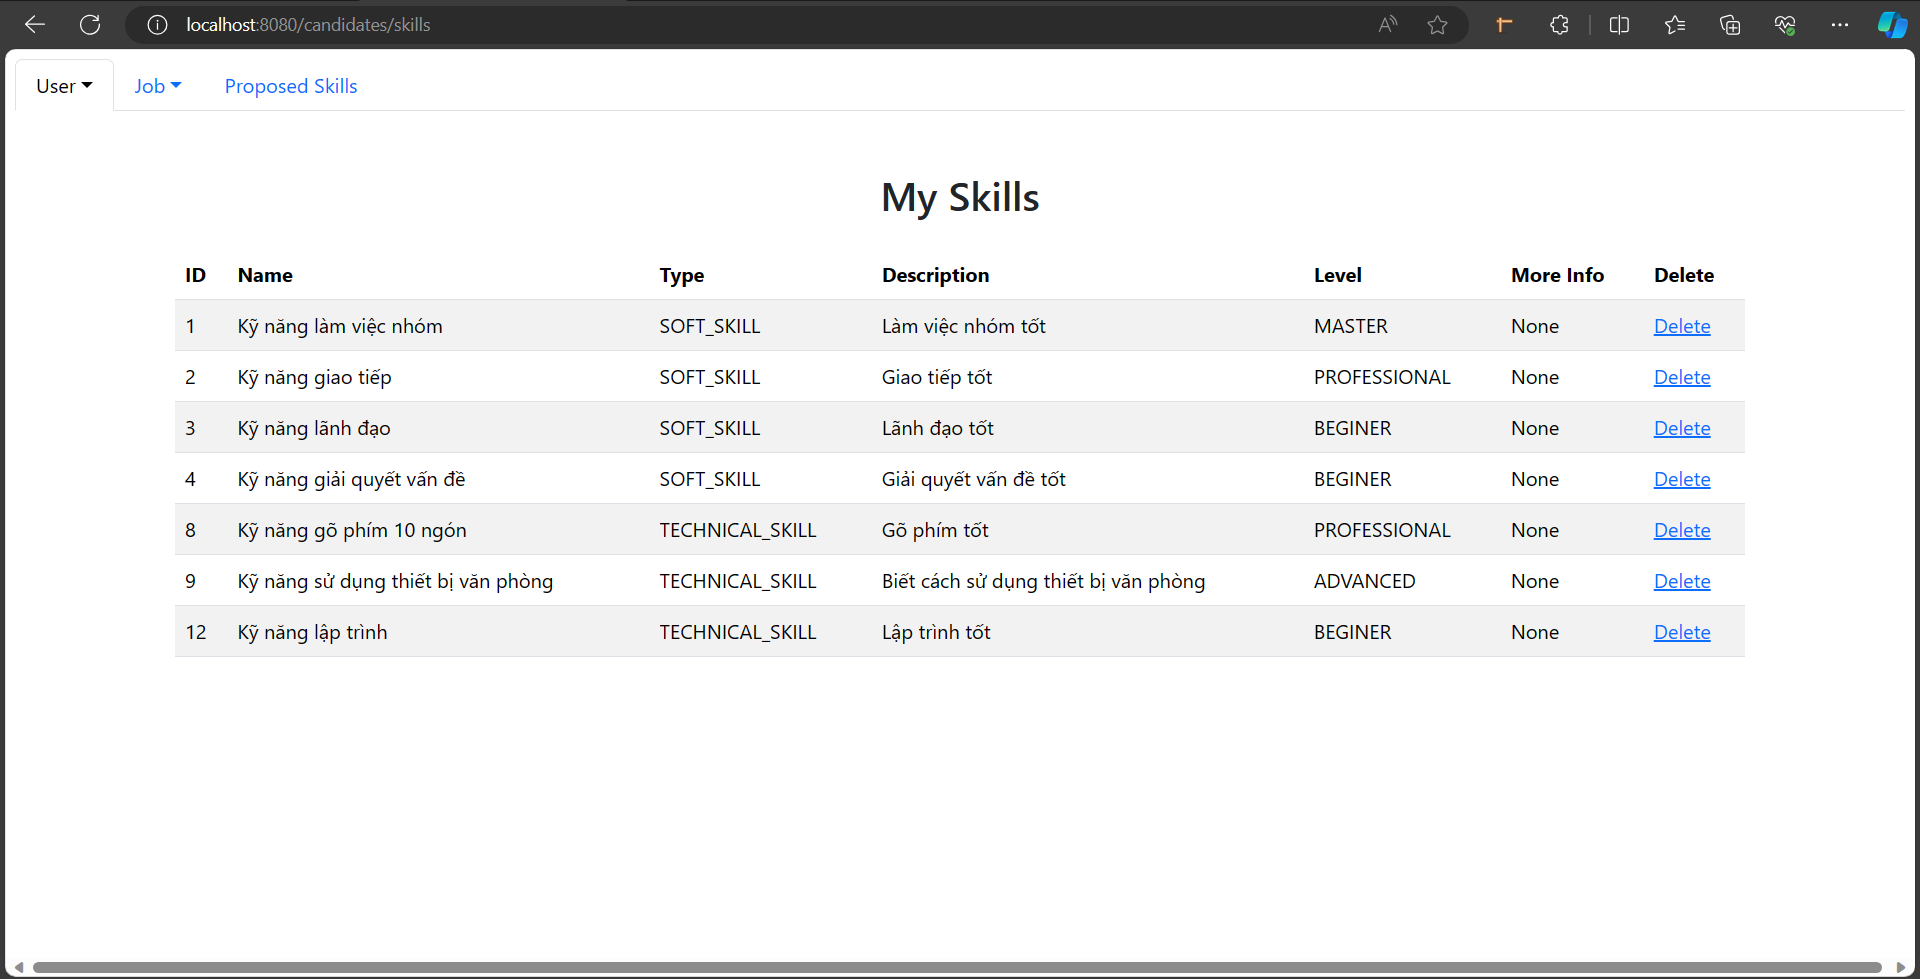 localhost:8080/candidates/skills
User Job Proposed Skills
My Skills
ID Name Type Description Level More Info Delete
1 Kỹ năng làm việc nhóm SOFT_SKILL Làm việc nhóm tốt MASTER None Delete
2 Kỹ năng giao tiếp SOFT_SKILL Giao tiếp tốt PROFESSIONAL None Delete
3 Kỹ năng lãnh đạo SOFT_SKILL Lãnh đạo tốt BEGINER None Delete
4 Kỹ năng giải quyết vấn đề SOFT_SKILL Giải quyết vấn đề tốt BEGINER None Delete
8 Kỹ năng gõ phím 10 ngón TECHNICAL_SKILL Gõ phím tốt PROFESSIONAL None Delete
9 Kỹ năng sử dụng thiết bị văn phòng TECHNICAL_SKILL Biết cách sử dụng thiết bị văn phòng ADVANCED None Delete
12 Kỹ năng lập trình TECHNICAL_SKILL Lập trình tốt BEGINER None Delete